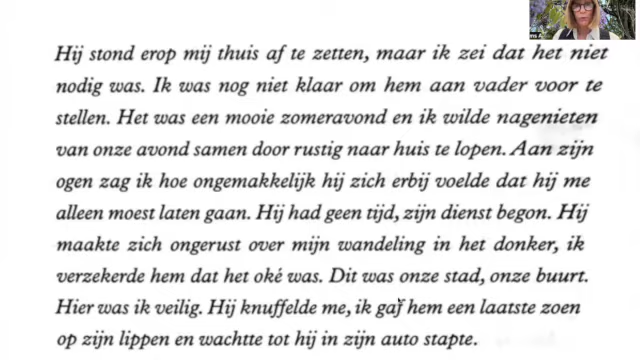 Hij stond erop mij thuis af te zetten, maar ik zei dat het niet
nodig was. Ik was nog niet klaar om hem aan vader voor te
stellen. Het was een mooie zomeravond en ik wilde nagenieten
van onze avond samen door rustig naar huis te lopen. Aan zijn
ogen zag ik hoe ongemakkelijk hij zich erbij voelde dat hij me
alleen moest laten gaan. Hij had geen tijd, zijn dienst begon. Hij
maakte zich ongerust over mijn wandeling in het donker, ik
verzekerde hem dat het oké was. Dit was onze stad, onze buurt.
Hier was ik veilig. Hij knuffelde me, ik gaf hem een laatste zoen
op zijn lippen en wachtte tot hij in zijn auto stapte.